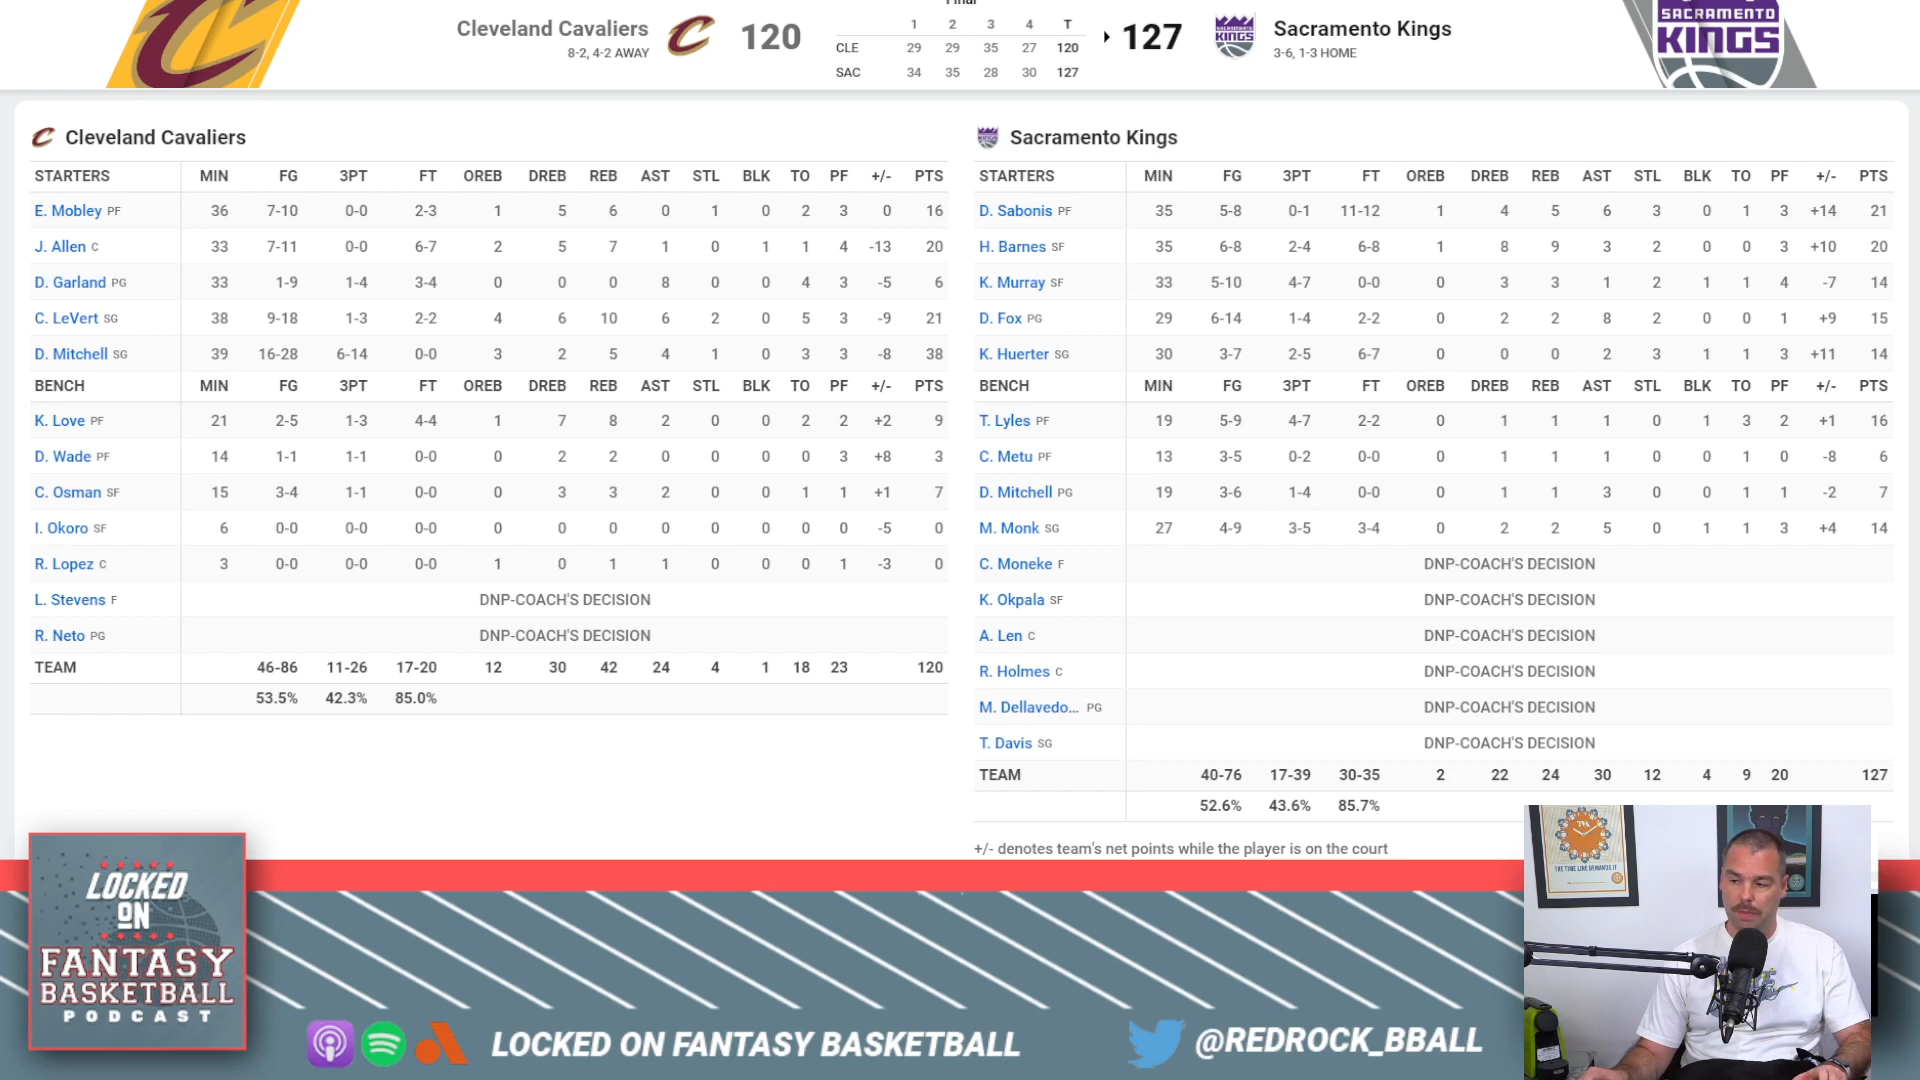 Final
Cleveland Cavaliers
8-2, 4-2 AWAY
120
1 2 3 4 T
CLE 29 29 35 27 120
SAC 34 35 28 30 127
127
SACRAMENTO KINGS
Sacramento Kings
3-6, 1-3 HOME
SACRAMENTO
KINGS
Cleveland Cavaliers
STARTERS MIN FG 3PT FT OREB DREB REB AST STL BLK TO PF +/- PTS
E. Mobley PF 36 7-10 0-0 2-3 1 5 6 0 1 0 2 3 0 16
J. Allen C 33 7-11 0-0 6-7 2 5 7 1 0 1 1 4 -13 20
D. Garland PG 33 1-9 1-4 3-4 0 0 0 8 0 0 4 3 -5 6
C. LeVert SG 38 9-18 1-3 2-2 4 6 10 6 2 0 5 3 -9 21
D. Mitchell SG 39 16-28 6-14 0-0 3 2 5 4 1 0 3 3 -8 38
BENCH MIN FG 3PT FT OREB DREB REB AST STL BLK TO PF +/- PTS
K. Love PF 21 2-5 1-3 4-4 1 7 8 2 0 0 2 2 +2 9
D. Wade PF 14 1-1 1-1 0-0 0 2 2 0 0 0 0 3 +8 3
C. Osman SF 15 3-4 1-1 0-0 0 3 3 2 0 0 1 1 +1 7
I. Okoro SF 6 0-0 0-0 0-0 0 0 0 0 0 0 0 0 -5 0
R. Lopez C 3 0-0 0-0 0-0 1 0 1 1 0 0 0 1 -3 0
L. Stevens F DNP-COACH'S DECISION
R. Neto PG DNP-COACH'S DECISION
TEAM 46-86 11-26 17-20 12 30 42 24 4 1 18 23 120
53.5% 42.3% 85.0%
Sacramento Kings
STARTERS MIN FG 3PT FT OREB DREB REB AST STL BLK TO PF +/- PTS
D. Sabonis PF 35 5-8 0-1 11-12 1 4 5 6 3 0 1 3 +14 21
H. Barnes SF 35 6-8 2-4 6-8 1 8 9 3 2 0 0 3 +10 20
K. Murray SF 33 5-10 4-7 0-0 0 3 3 1 2 1 1 4 -7 14
D. Fox PG 29 6-14 1-4 2-2 0 2 2 8 2 0 0 1 +9 15
K. Huerter SG 30 3-7 2-5 6-7 0 0 0 2 3 1 1 3 +11 14
BENCH MIN FG 3PT FT OREB DREB REB AST STL BLK TO PF +/- PTS
T. Lyles PF 19 5-9 4-7 2-2 0 1 1 1 0 1 3 2 +1 16
C. Metu PF 13 3-5 0-2 0-0 0 1 1 1 0 0 1 0 -8 6
D. Mitchell PG 19 3-6 1-4 0-0 0 1 1 3 0 0 1 1 -2 7
M. Monk SG 27 4-9 3-5 3-4 0 2 2 5 0 1 1 3 +4 14
C. Moneke F DNP-COACH'S DECISION
K. Okpala SF DNP-COACH'S DECISION
A. Len C DNP-COACH'S DECISION
R. Holmes C DNP-COACH'S DECISION
M. Dellavedo... PG DNP-COACH'S DECISION
T. Davis SG DNP-COACH'S DECISION
TEAM 40-76 17-39 30-35 2 22 24 30 12 4 9 20 127
52.6% 43.6% 85.7%
+/- denotes team's net points while the player is on the court
THE TIME LINE DEMANDS IT
LOCKED
ON
FANTASY
BASKETBALL
PODCAST
LOCKED ON FANTASY BASKETBALL
@REDROCK_BBALL